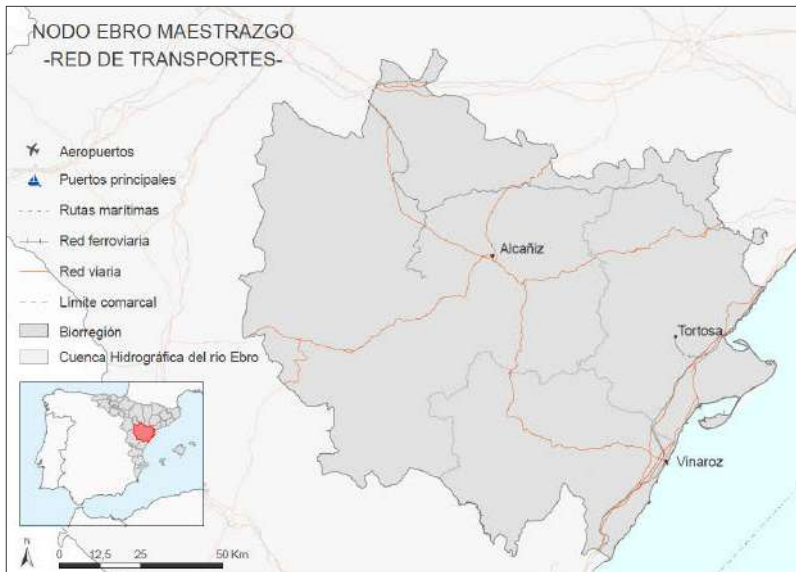 NODO EBRO MAESTRAZGO
-RED DE TRANSPORTES-
Aeropuertos
Puertos principales
Rutas marítimas
Red ferroviaria
Red viaria
Límite comarcal
Biorregión
Cuenca Hidrográfica del río Ebro
Alcañiz
Tortosa
Vinaroz
N
0 12,5 25 50 Km